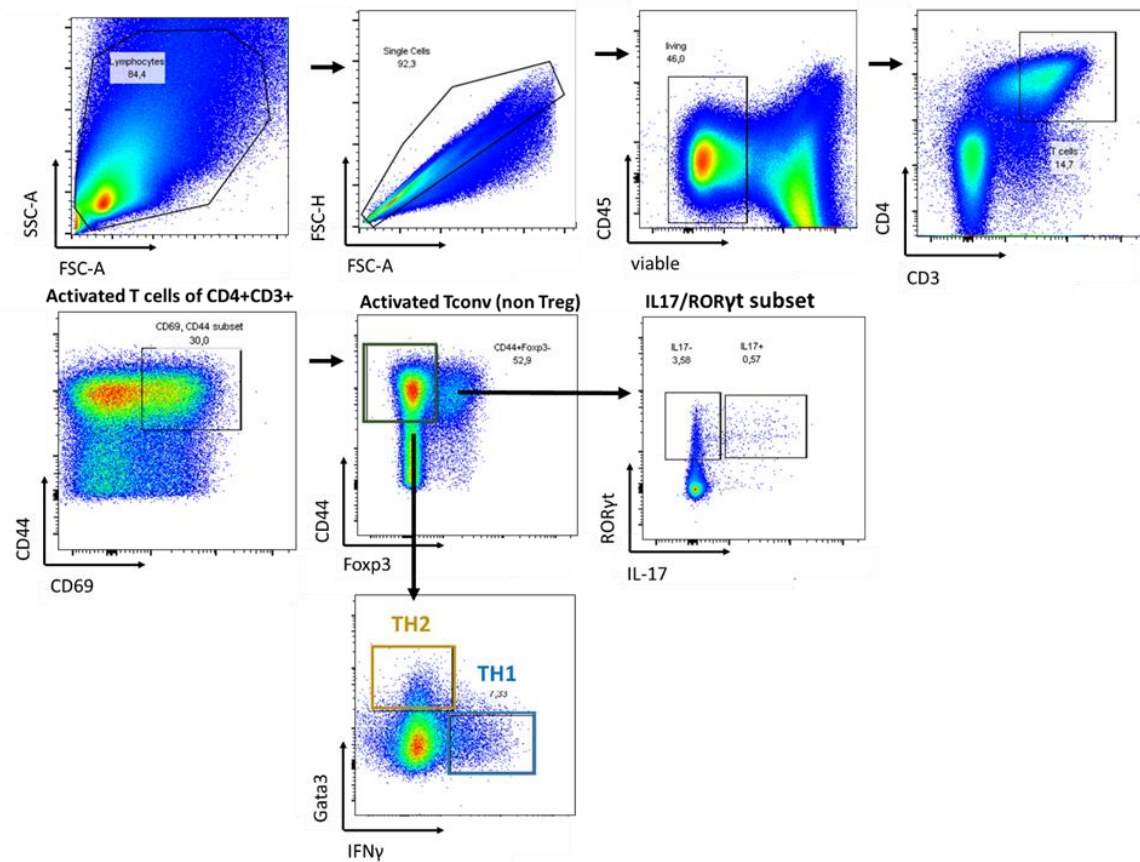 Lymphocytes
84,4
SSC-A
FSC-A
Single Cells
92,3
FSC-H
FSC-A
living
46,0
CD45
viable
T cells
14,7
CD4
CD3
Activated T cells of CD4+CD3+
CD69, CD44 subset
30,0
CD44
CD69
Activated Tconv (non Treg)
CD44+Foxp3-
52,9
CD44
Foxp3
IL17/RORγt subset
IL17-
3,58
IL17+
0,57
RORγt
IL-17
TH2
TH1
7,33
Gata3
IFNγ